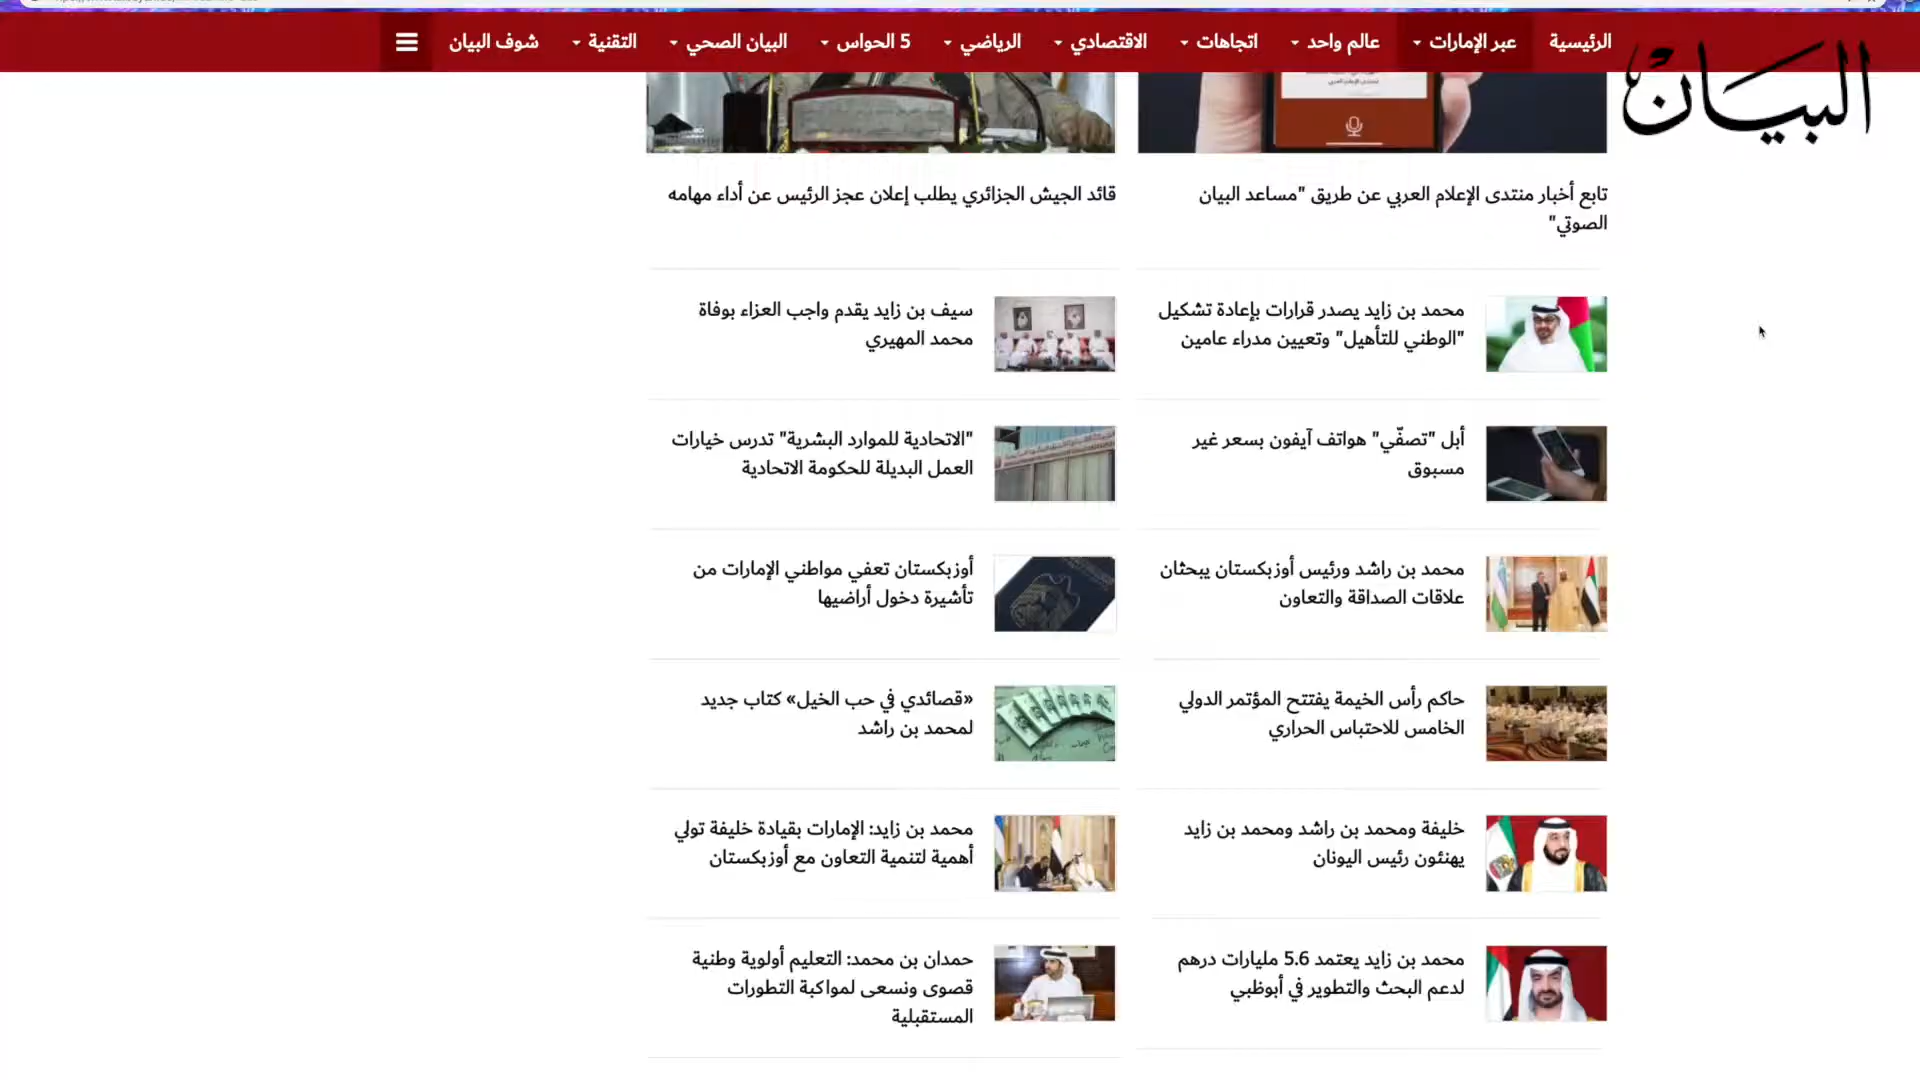 الرئيسية
عبر الإمارات
عالم واحد
اتجاهات
الاقتصادي
الرياضي
5 الحواس
البيان الصحي
التقنية
شوف البيان
البيان
تابع أخبار منتدى الإعلام العربي عن طريق "مساعد البيان
الصوتي"
قائد الجيش الجزائري يطلب إعلان عجز الرئيس عن أداء مهامه
محمد بن زايد يصدر قرارات بإعادة تشكيل
"الوطني للتأهيل" وتعيين مدراء عامين
سيف بن زايد يقدم واجب العزاء بوفاة
محمد المهيري
أبل "تصفّي" هواتف آيفون بسعر غير
مسبوق
"الاتحادية للموارد البشرية" تدرس خيارات
العمل البديلة للحكومة الاتحادية
محمد بن راشد ورئيس أوزبكستان يبحثان
علاقات الصداقة والتعاون
أوزبكستان تعفي مواطني الإمارات من
تأشيرة دخول أراضيها
حاكم رأس الخيمة يفتتح المؤتمر الدولي
الخامس للاحتباس الحراري
«قصائدي في حب الخيل» كتاب جديد
لمحمد بن راشد
خليفة ومحمد بن راشد ومحمد بن زايد
يهنئون رئيس اليونان
محمد بن زايد: الإمارات بقيادة خليفة تولي
أهمية لتنمية التعاون مع أوزبكستان
محمد بن زايد يعتمد 5.6 مليارات درهم
لدعم البحث والتطوير في أبوظبي
حمدان بن محمد: التعليم أولوية وطنية
قصوى ونسعى لمواكبة التطورات
المستقبلية